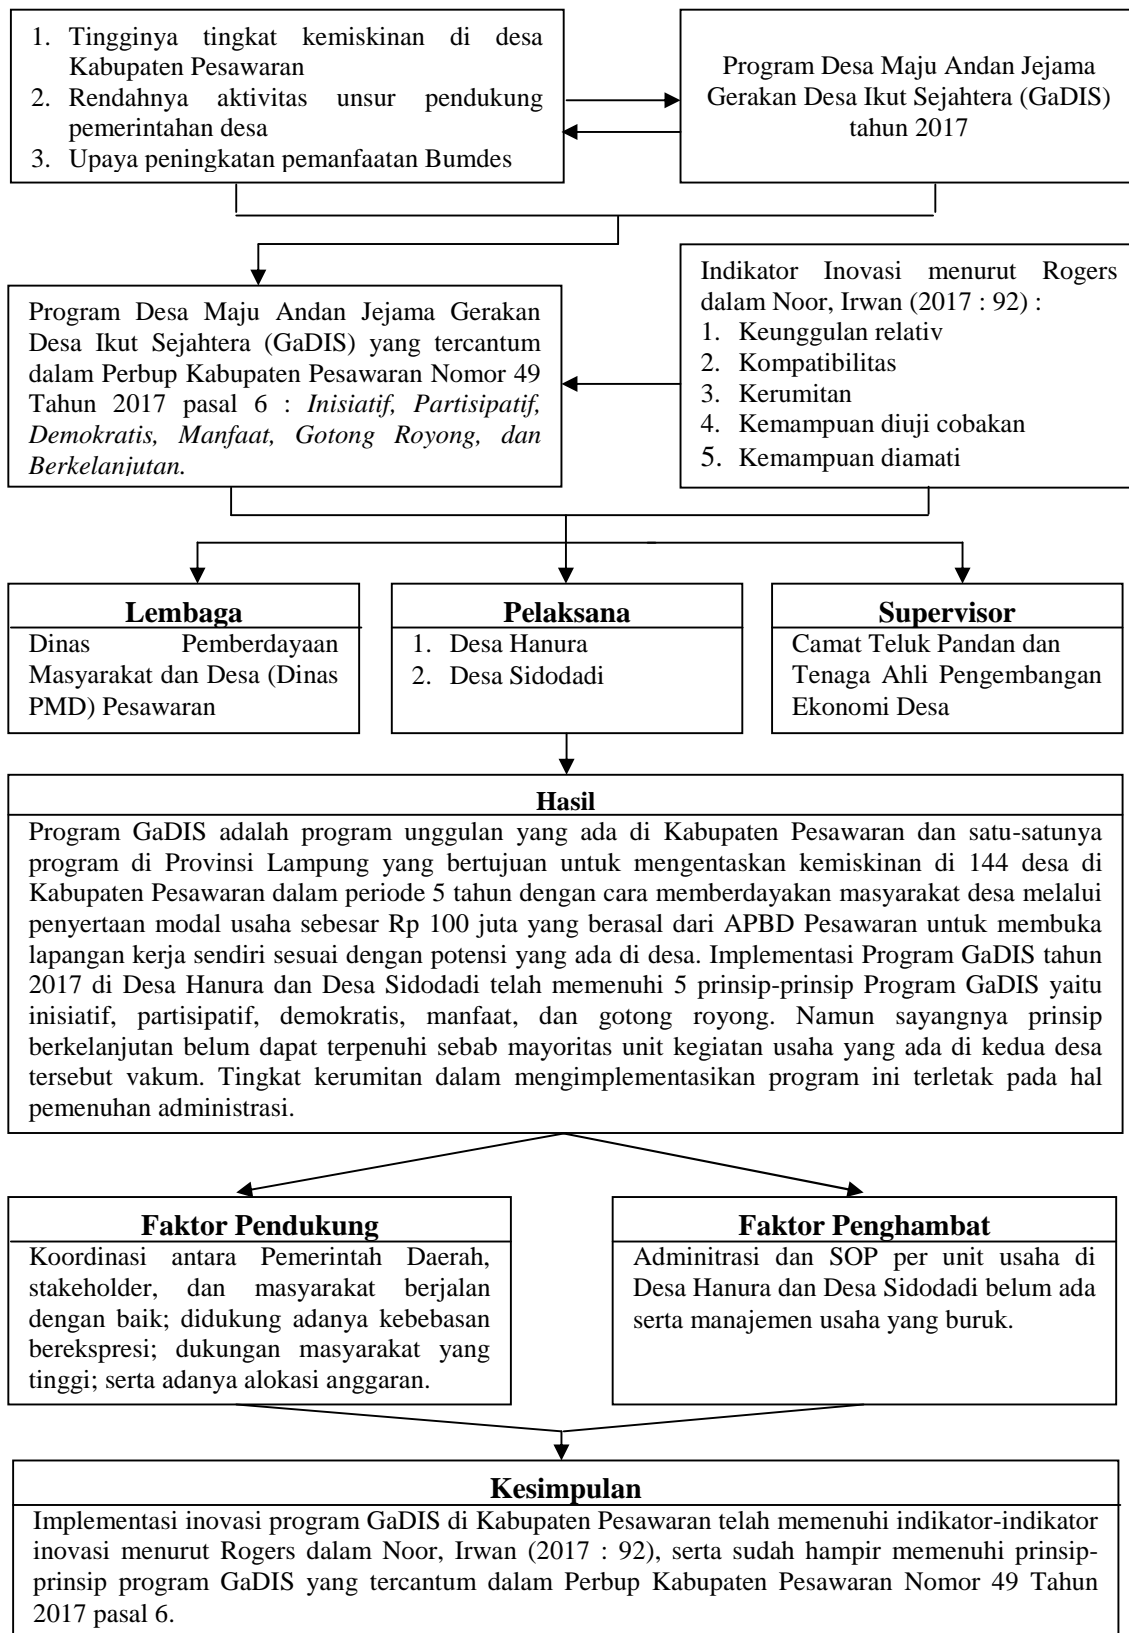 1. Tingginya tingkat kemiskinan di desa
Kabupaten Pesawaran
2. Rendahnya aktivitas unsur pendukung
pemerintahan desa
3. Upaya peningkatan pemanfaatan Bumdes
Program Desa Maju Andan Jejama
Gerakan Desa Ikut Sejahtera (GaDIS)
tahun 2017
Program Desa Maju Andan Jejama Gerakan
Desa Ikut Sejahtera (GaDIS) yang tercantum
dalam Perbup Kabupaten Pesawaran Nomor 49
Tahun 2017 pasal 6 : Inisiatif, Partisipatif,
Demokratis, Manfaat, Gotong Royong, dan
Berkelanjutan.
Indikator Inovasi menurut Rogers
dalam Noor, Irwan (2017 : 92) :
1. Keunggulan relativ
2. Kompatibilitas
3. Kerumitan
4. Kemampuan diuji cobakan
5. Kemampuan diamati
Lembaga
Dinas Pemberdayaan
Masyarakat dan Desa (Dinas
PMD) Pesawaran
Pelaksana
1. Desa Hanura
2. Desa Sidodadi
Supervisor
Camat Teluk Pandan dan
Tenaga Ahli Pengembangan
Ekonomi Desa
Hasil
Program GaDIS adalah program unggulan yang ada di Kabupaten Pesawaran dan satu-satunya
program di Provinsi Lampung yang bertujuan untuk mengentaskan kemiskinan di 144 desa di
Kabupaten Pesawaran dalam periode 5 tahun dengan cara memberdayakan masyarakat desa melalui
penyertaan modal usaha sebesar Rp 100 juta yang berasal dari APBD Pesawaran untuk membuka
lapangan kerja sendiri sesuai dengan potensi yang ada di desa. Implementasi Program GaDIS tahun
2017 di Desa Hanura dan Desa Sidodadi telah memenuhi 5 prinsip-prinsip Program GaDIS yaitu
inisiatif, partisipatif, demokratis, manfaat, dan gotong royong. Namun sayangnya prinsip
berkelanjutan belum dapat terpenuhi sebab mayoritas unit kegiatan usaha yang ada di kedua desa
tersebut vakum. Tingkat kerumitan dalam mengimplementasikan program ini terletak pada hal
pemenuhan administrasi.
Faktor Pendukung
Koordinasi antara Pemerintah Daerah,
stakeholder, dan masyarakat berjalan
dengan baik; didukung adanya kebebasan
berekspresi; dukungan masyarakat yang
tinggi; serta adanya alokasi anggaran.
Faktor Penghambat
Adminitrasi dan SOP per unit usaha di
Desa Hanura dan Desa Sidodadi belum ada
serta manajemen usaha yang buruk.
Kesimpulan
Implementasi inovasi program GaDIS di Kabupaten Pesawaran telah memenuhi indikator-indikator
inovasi menurut Rogers dalam Noor, Irwan (2017 : 92), serta sudah hampir memenuhi prinsip-
prinsip program GaDIS yang tercantum dalam Perbup Kabupaten Pesawaran Nomor 49 Tahun
2017 pasal 6.